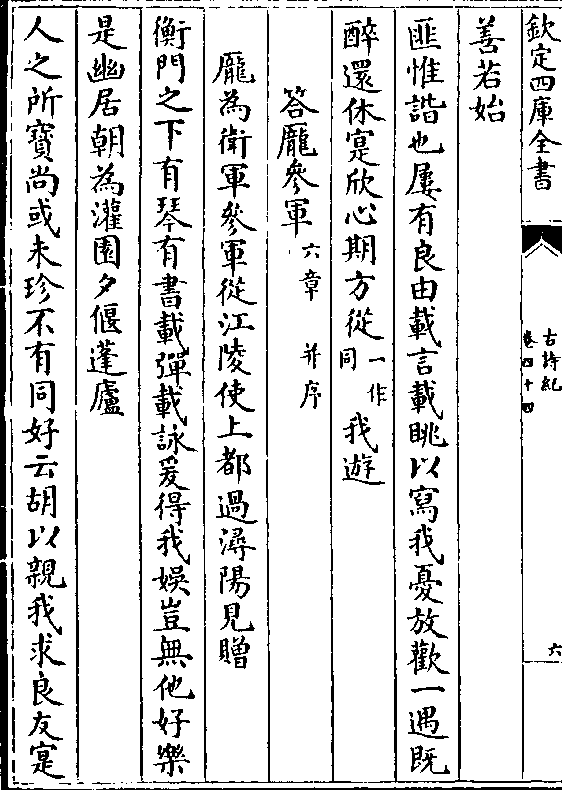 欽定四庫全書
古詩紀
卷四十四
六
善若始
匪惟諧也屢有良由載言載眺以寫我憂放歡一遇既
醉還休寔欣心期方從一作同我遊
答龎參軍六章并序
龎為衛軍參軍從江陵使上都過潯陽見贈
衡門之下有琴有書載彈載詠爰得我娛豈無他好樂
是幽居朝為灌園夕偃蓬廬
人之所寶尚或未珍不有同好云胡以親我求良友寔